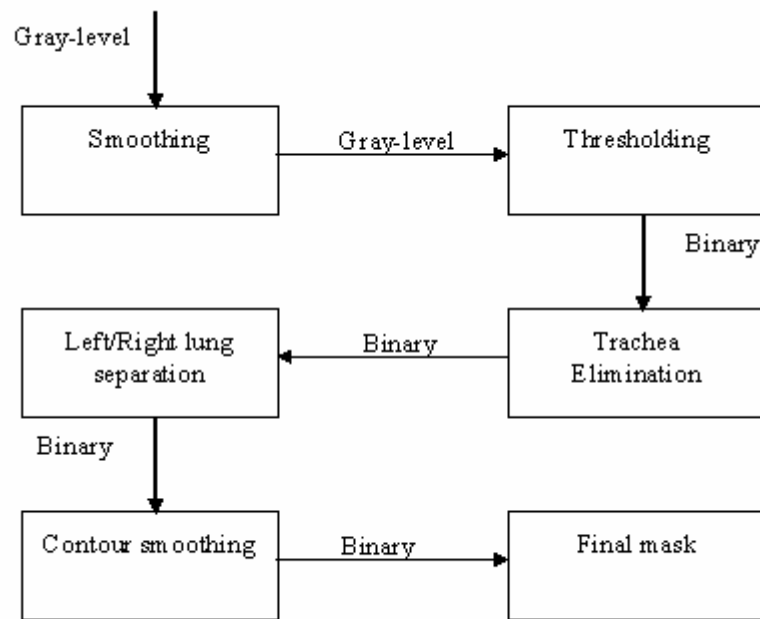 Gray-level
Smoothing
Gray-level
Thresholding
Binary
Left/Right lung
separation
Binary
Trachea
Elimination
Binary
Contour smoothing
Binary
Final mask